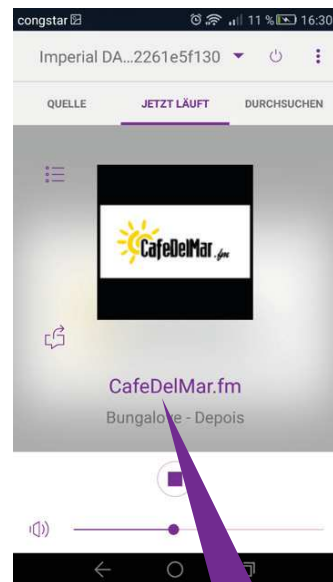 congstar 11 % 16:30
Imperial DA...2261e5f130
QUELLE JETZT LÄUFT DURCHSUCHEN
CafeDelMar.fm
CafeDelMar.fm
Bungalove - Depois